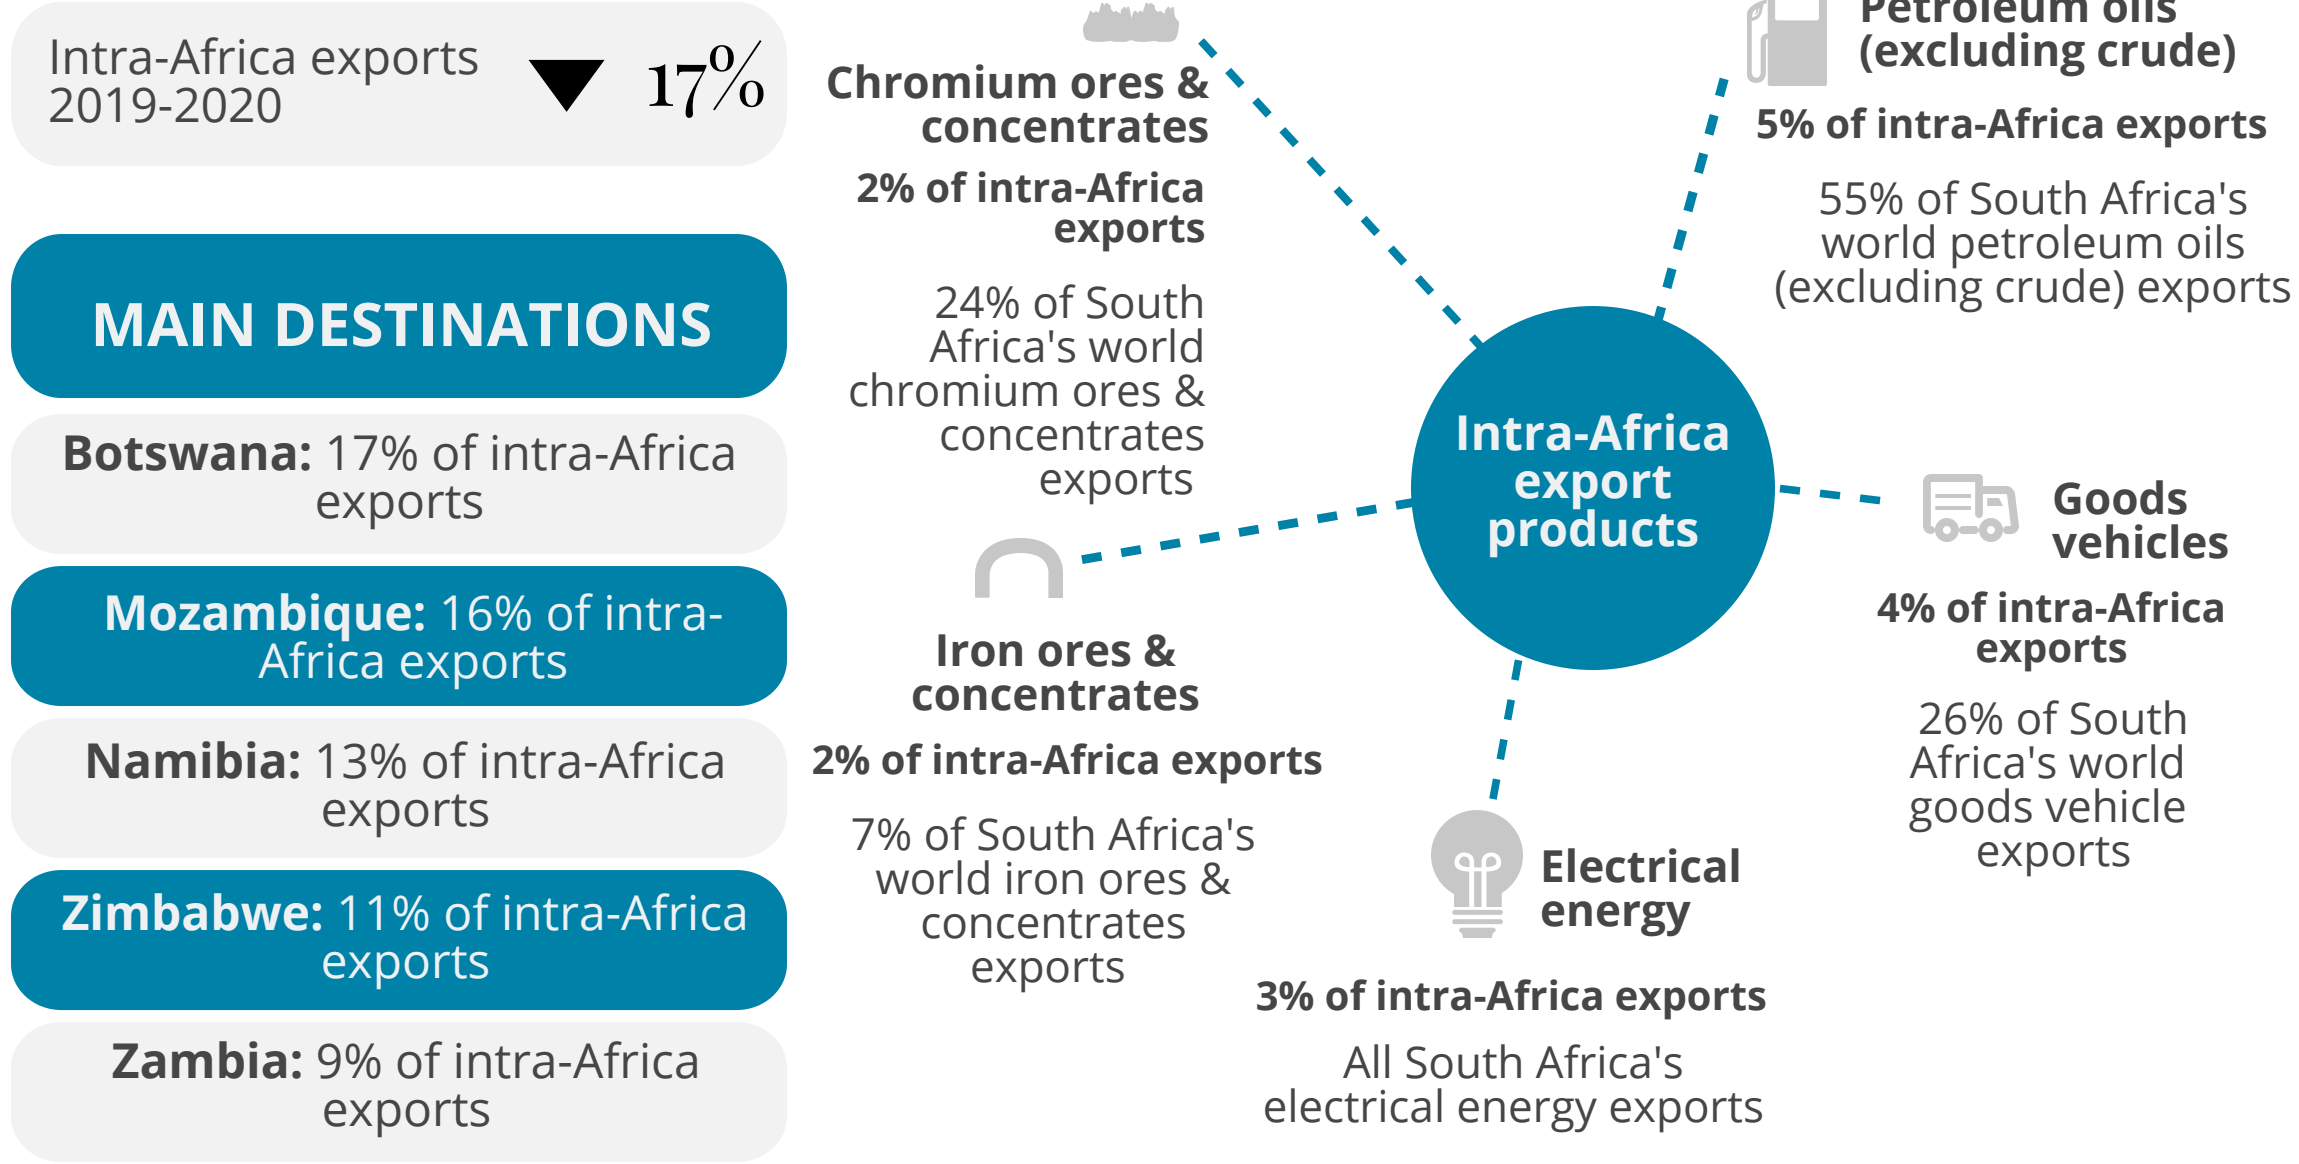 Intra-Africa exports
2019-2020
17%
MAIN DESTINATIONS
Botswana: 17% of intra-Africa
exports
Mozambique: 16% of intra-
Africa exports
Namibia: 13% of intra-Africa
exports
Zimbabwe: 11% of intra-Africa
exports
Zambia: 9% of intra-Africa
exports
Chromium ores &
concentrates
2% of intra-Africa
exports
24% of South
Africa's world
chromium ores &
concentrates
exports
Iron ores &
concentrates
2% of intra-Africa exports
7% of South Africa's
world iron ores &
concentrates
exports
Intra-Africa
export
products
Electrical
energy
3% of intra-Africa exports
All South Africa's
electrical energy exports
Petroleum oils
(excluding crude)
5% of intra-Africa exports
55% of South Africa's
world petroleum oils
(excluding crude) exports
Goods
vehicles
4% of intra-Africa
exports
26% of South
Africa's world
goods vehicle
exports